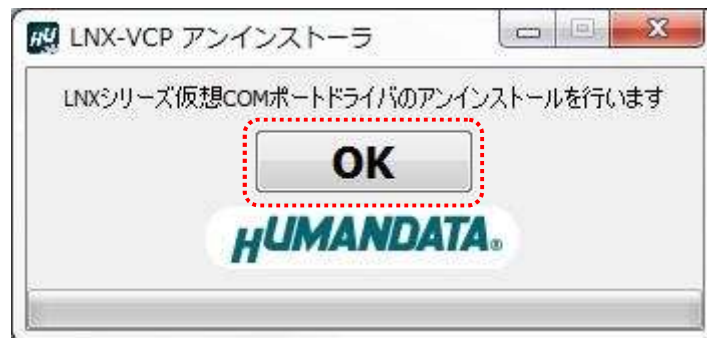 LNX-VCP アンインストーラ
LNXシリーズ仮想COMポートドライバのアンインストールを行います
OK
HUMANDATA®